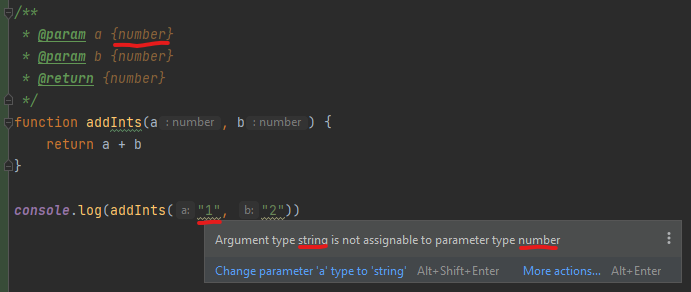 /**
 * @param a {number}
 * @param b {number}
 * @return {number}
 */
function addInts(a : number, b : number) {
    return a + b
}
console.log(addInts( a: "1", b: "2"))
Argument type string is not assignable to parameter type number
Change parameter 'a' type to 'string' Alt+Shift+Enter More actions... Alt+Enter